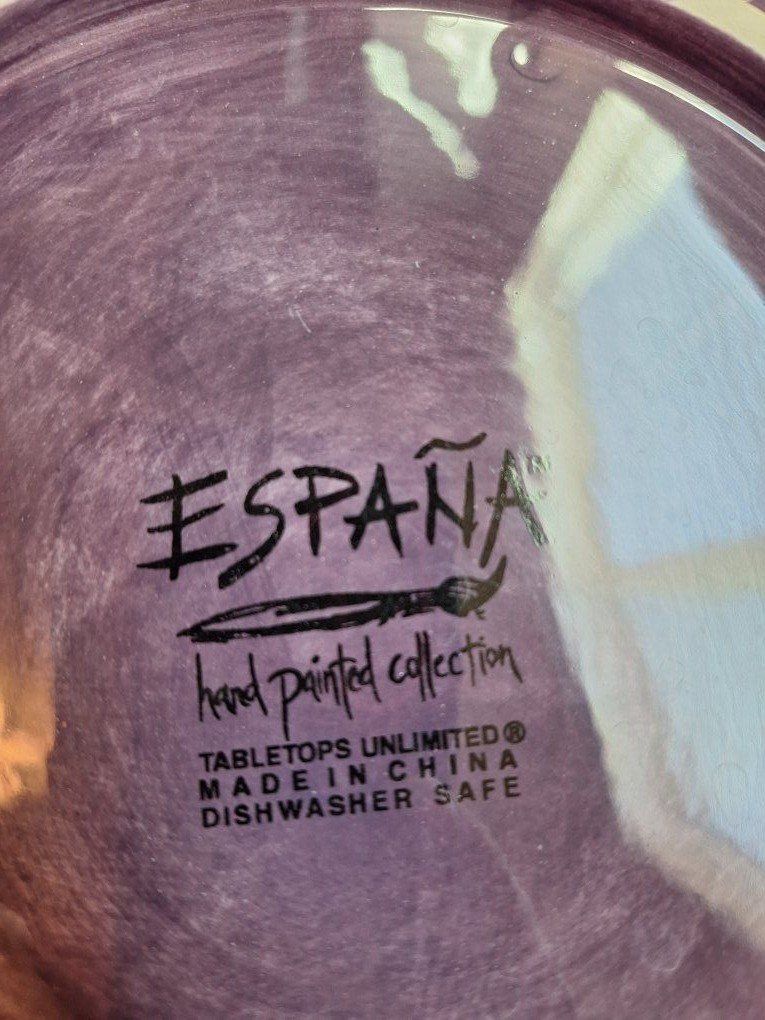 ESPAÑA
hand painted collection
TABLETOPS UNLIMITED®
MADE IN CHINA
DISHWASHER SAFE